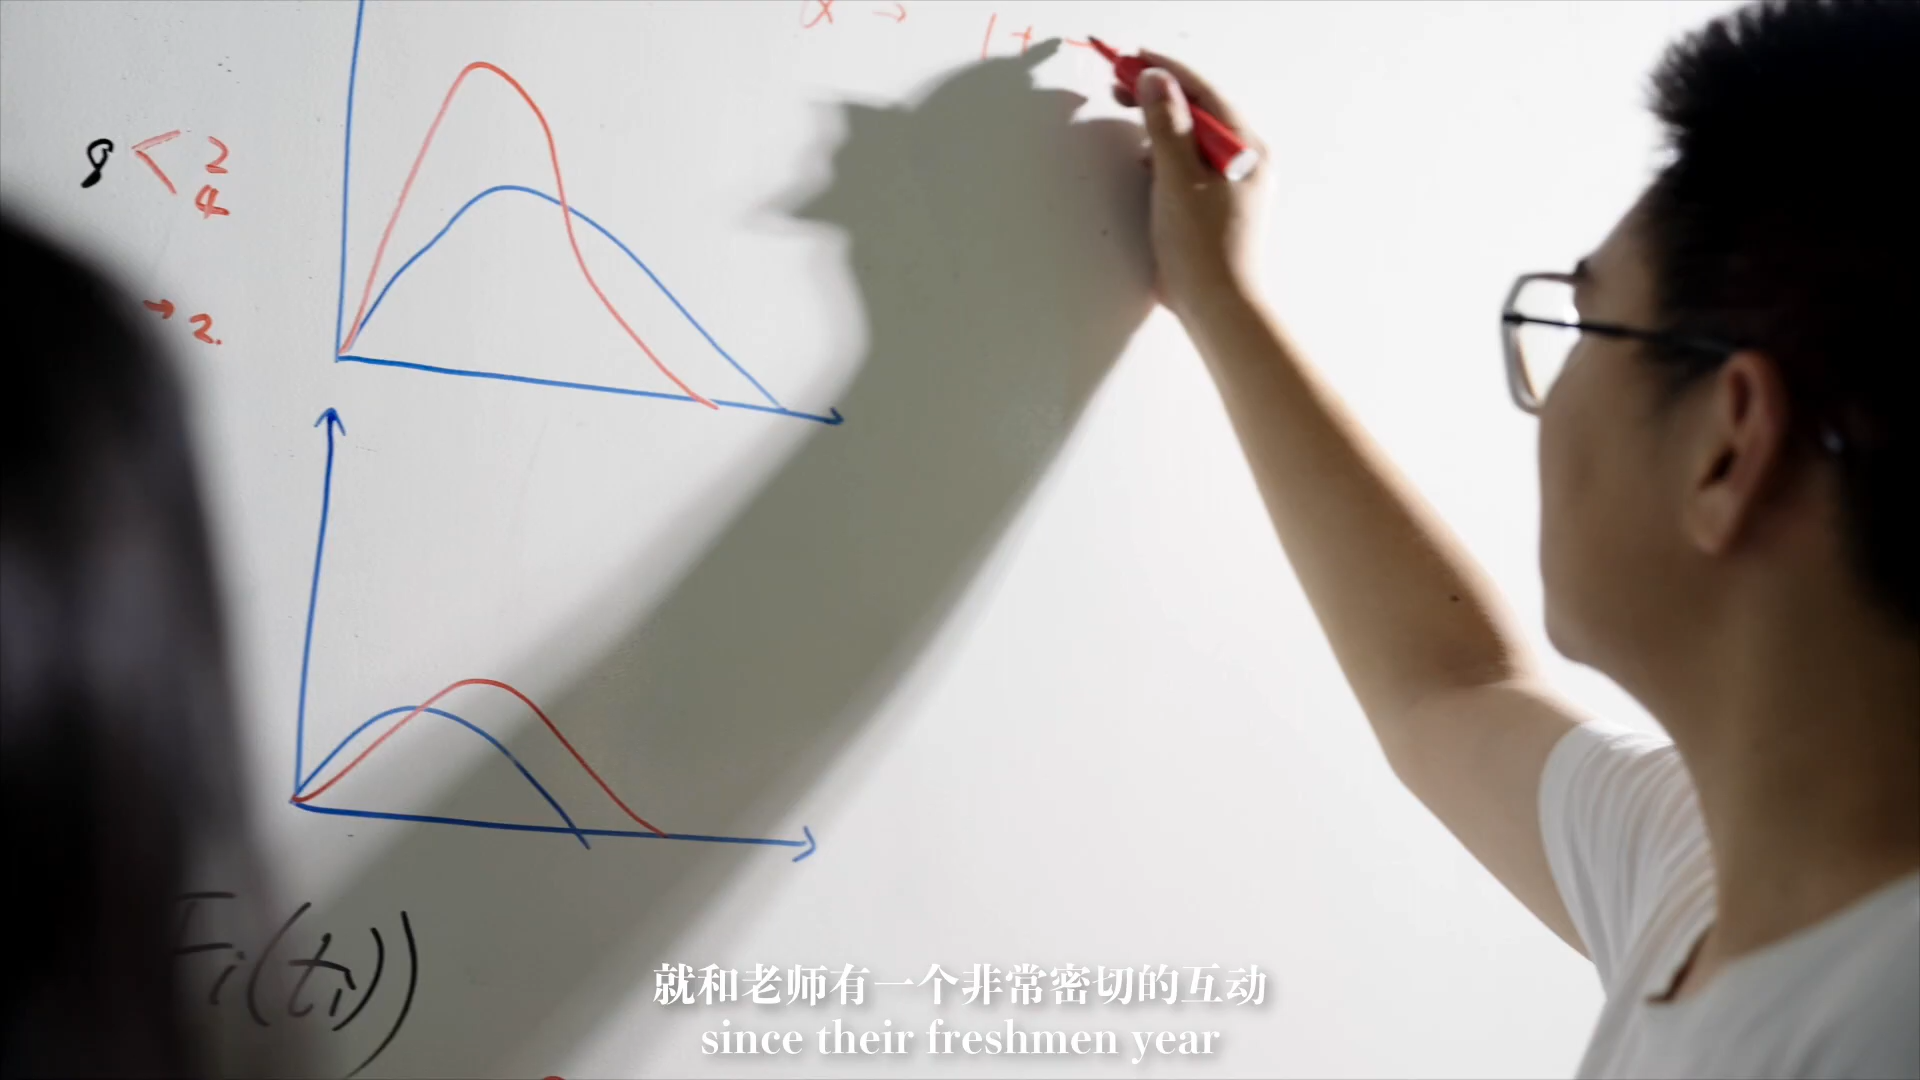 α →
1 + -
8 < 2
4
→ 2.
Fi(ti))
就和老师有一个非常密切的互动
since their freshmen year